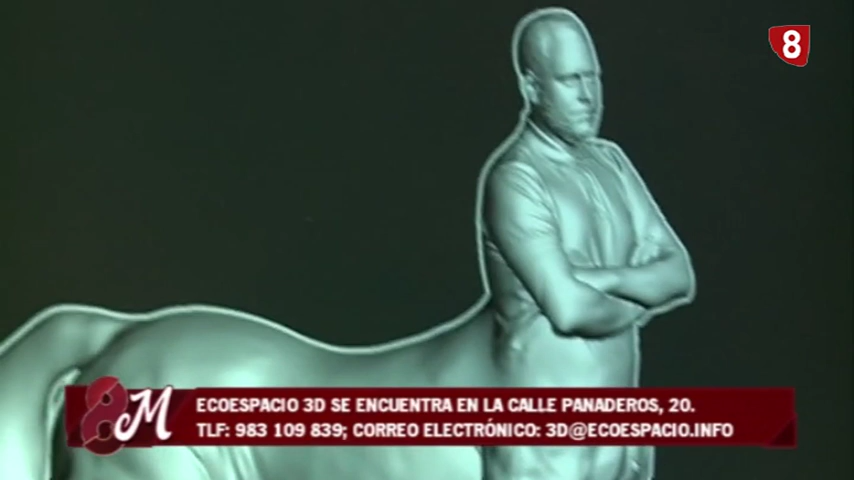 8
8M ECOESPACIO 3D SE ENCUENTRA EN LA CALLE PANADEROS, 20.
TLF: 983 109 839; CORREO ELECTRÓNICO: 3D@ECOESPACIO.INFO